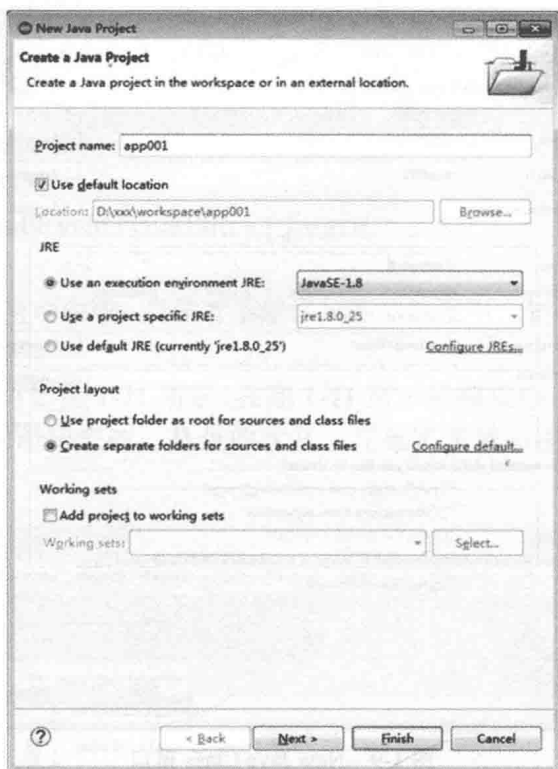 New Java Project
Create a Java Project
Create a Java project in the workspace or in an external location.
Project name: app001
Use default location
Location: D:\xxx\workspace\app001 Browse...
JRE
Use an execution environment JRE: JavaSE-1.8
Use a project specific JRE: jre1.8.0_25
Use default JRE (currently 'jre1.8.0_25') Configure JREs...
Project layout
Use project folder as root for sources and class files
Create separate folders for sources and class files Configure default...
Working sets
Add project to working sets
Working sets: Select...
? < Back Next > Finish Cancel